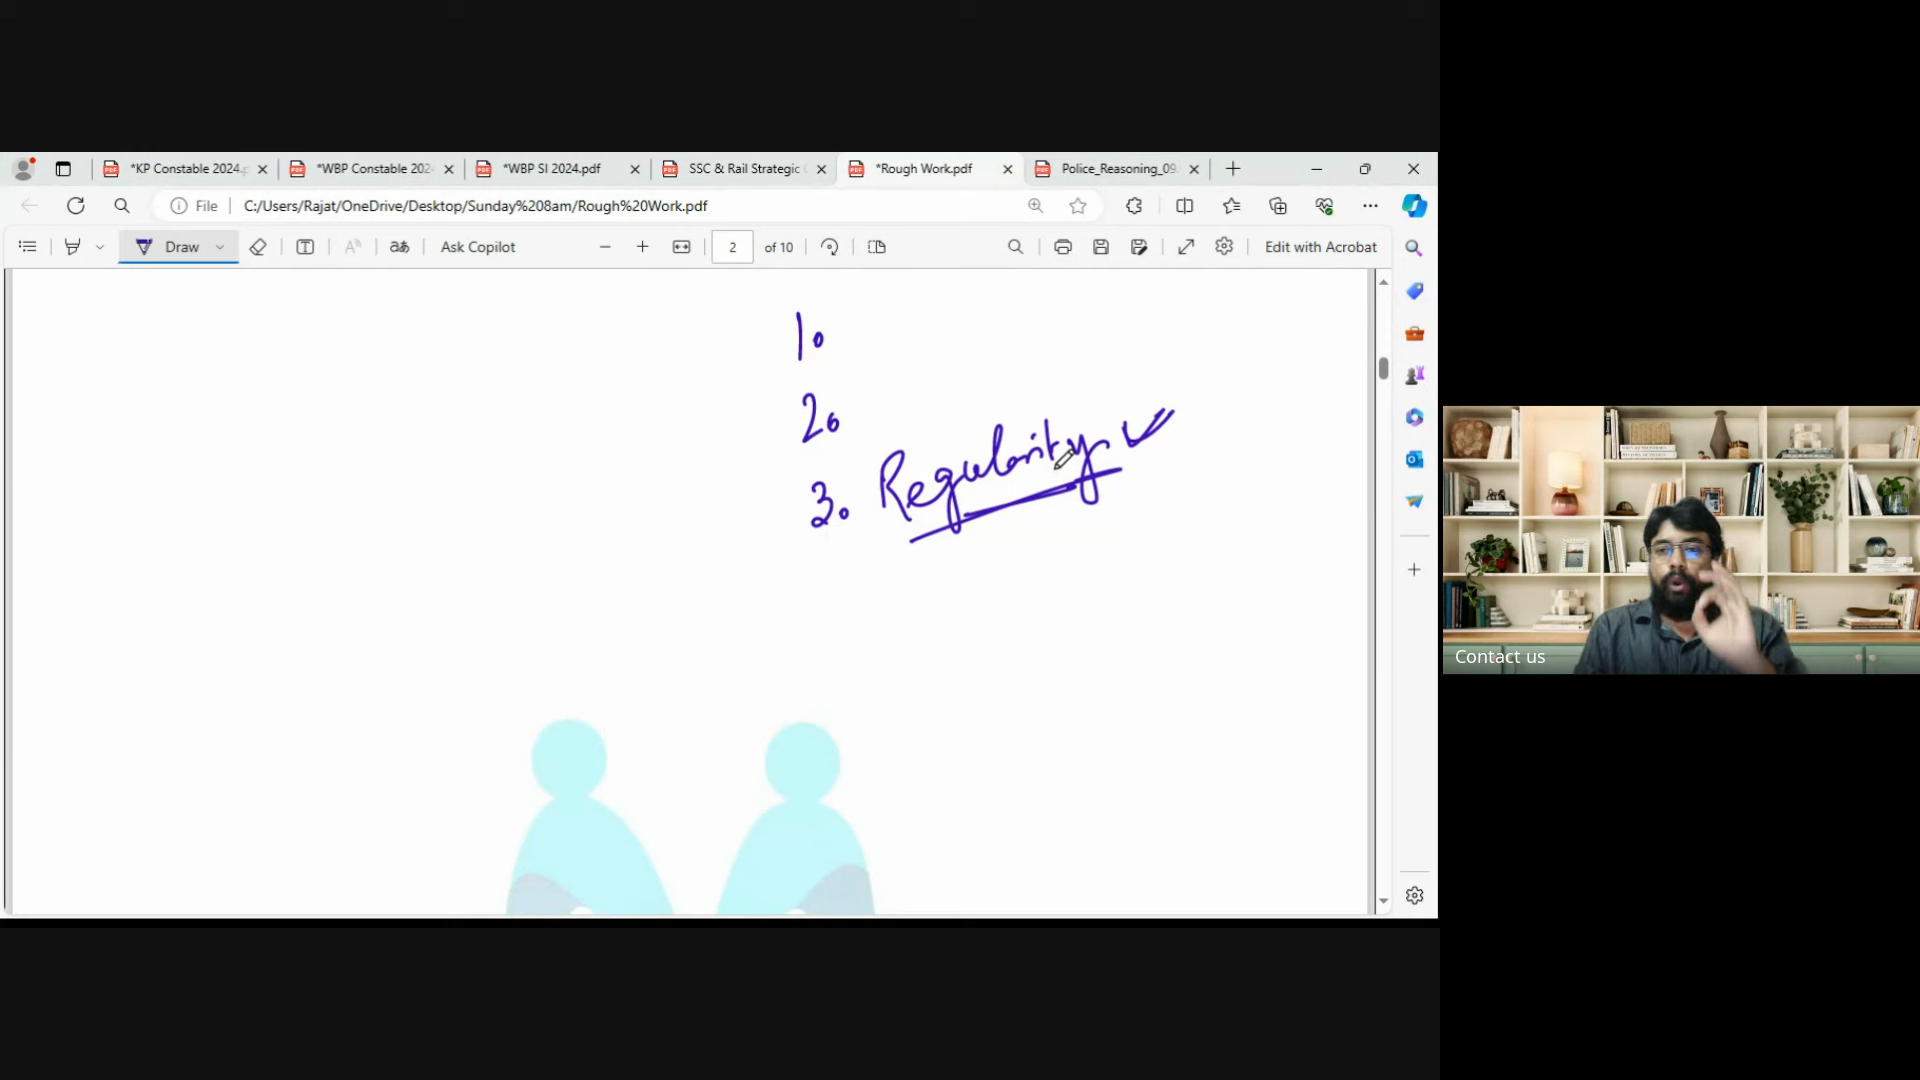 *KP Constable 2024.p
*WBP Constable 202
*WBP SI 2024.pdf
SSC & Rail Strategic
*Rough Work.pdf
Police_Reasoning_09.
File
C:/Users/Rajat/OneDrive/Desktop/Sunday%208am/Rough%20Work.pdf
Draw
Ask Copilot
2 of 10
Edit with Acrobat
1.
2.
3. Regularity
Contact us